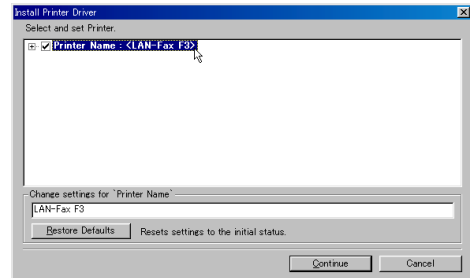 Install Printer Driver
Select and set Printer.
Printer Name : <LAN-Fax F3>
Change settings for `Printer Name`
LAN-Fax F3
Restore Defaults Resets settings to the initial status.
Continue Cancel